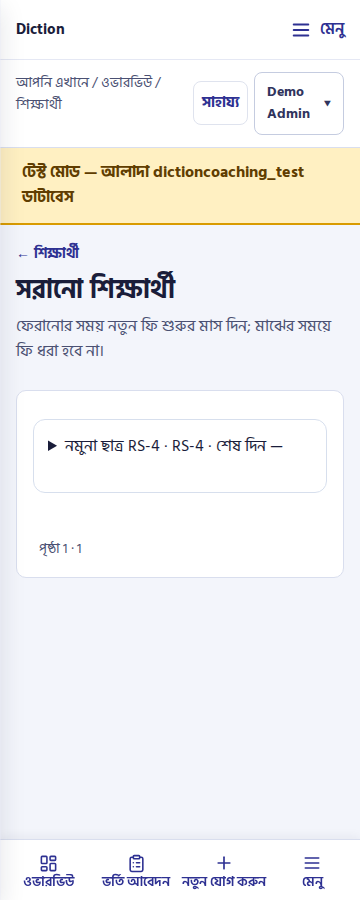 Diction
মেনু
আপনি এখানে / ওভারভিউ /
শিক্ষার্থী
সাহায্য
Demo
Admin
টেস্ট মোড — আলাদা dictioncoaching_test
ডাটাবেস
← শিক্ষার্থী
সরানো শিক্ষার্থী
ফেরানোর সময় নতুন ফি শুরুর মাস দিন; মাঝের সময়ে
ফি ধরা হবে না।
▶ নমুনা ছাত্র RS-4 · RS-4 · শেষ দিন —
পৃষ্ঠা 1 · 1
ওভারভিউ
ভর্তি আবেদন
নতুন যোগ করুন
মেনু